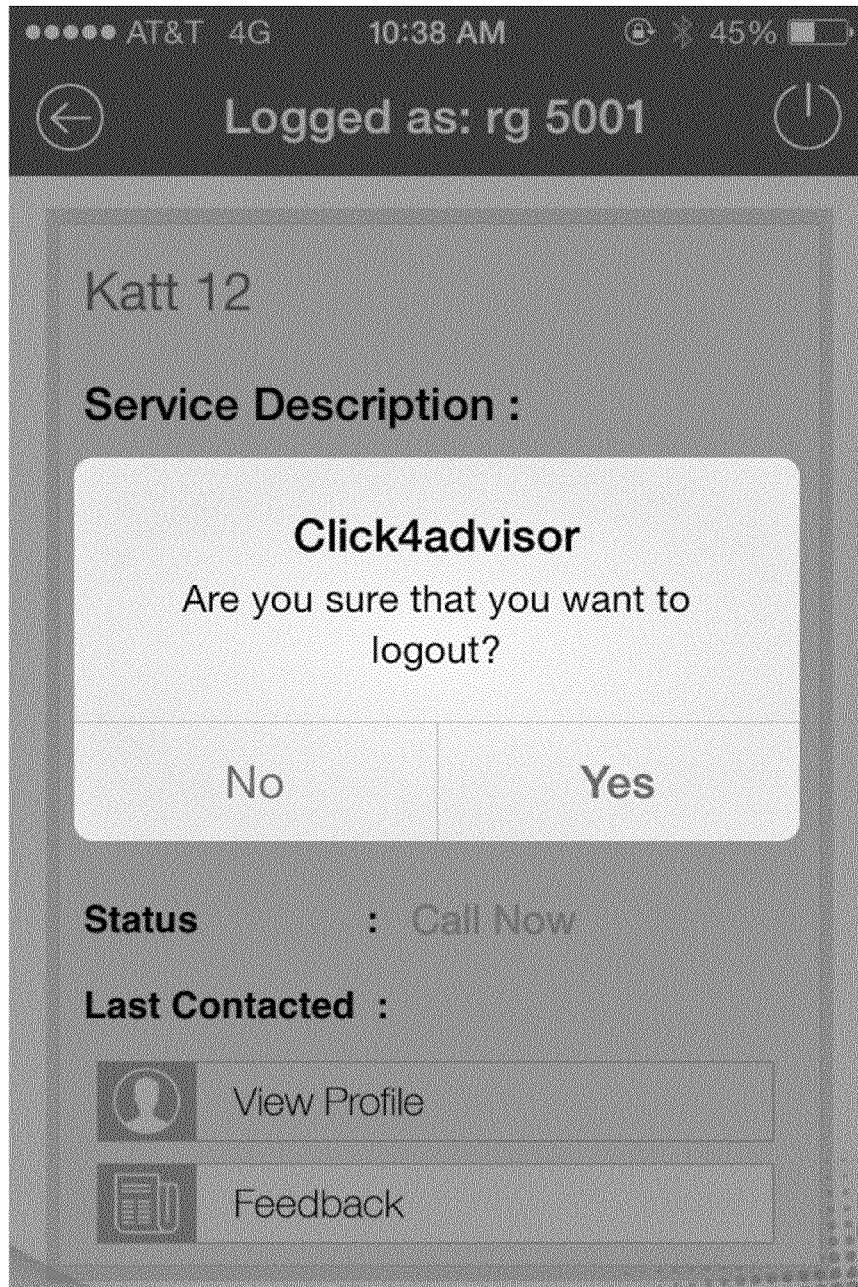 AT&T 4G 10:38 AM 45%
Logged as: rg 5001
Katt 12
Service Description :
Click4advisor
Are you sure that you want to
logout?
No Yes
Status : Call Now
Last Contacted :
View Profile
Feedback